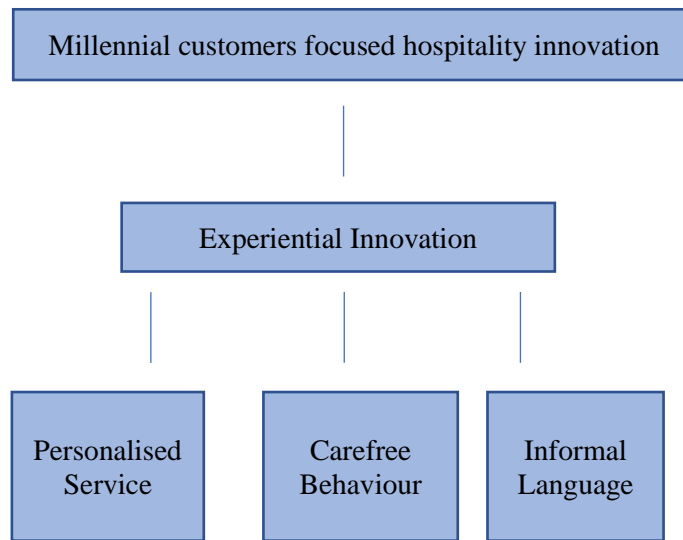 Millennial customers focused hospitality innovation
Experiential Innovation
Personalised
Service
Carefree
Behaviour
Informal
Language